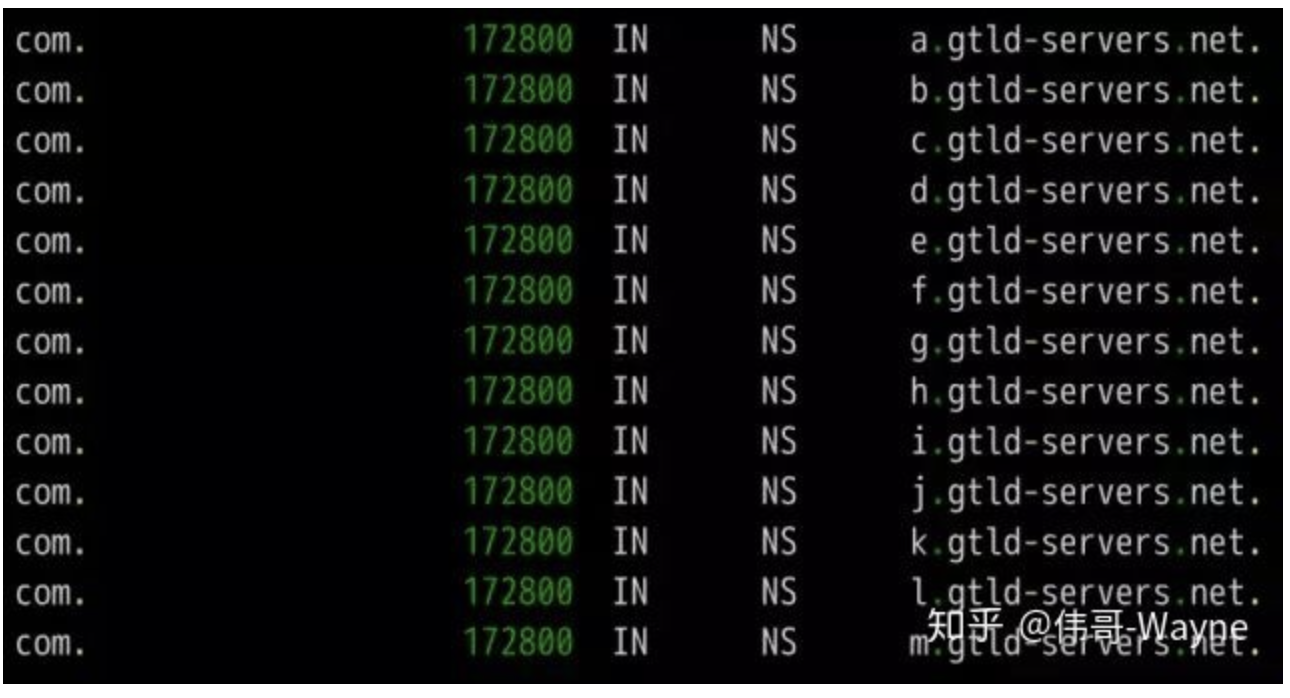 com. 172800 IN NS a.gtld-servers.net.
com. 172800 IN NS b.gtld-servers.net.
com. 172800 IN NS c.gtld-servers.net.
com. 172800 IN NS d.gtld-servers.net.
com. 172800 IN NS e.gtld-servers.net.
com. 172800 IN NS f.gtld-servers.net.
com. 172800 IN NS g.gtld-servers.net.
com. 172800 IN NS h.gtld-servers.net.
com. 172800 IN NS i.gtld-servers.net.
com. 172800 IN NS j.gtld-servers.net.
com. 172800 IN NS k.gtld-servers.net.
com. 172800 IN NS l.gtld-servers.net.
com. 172800 IN NS m.gtld-servers.net.
知乎 @伟哥-Wayne